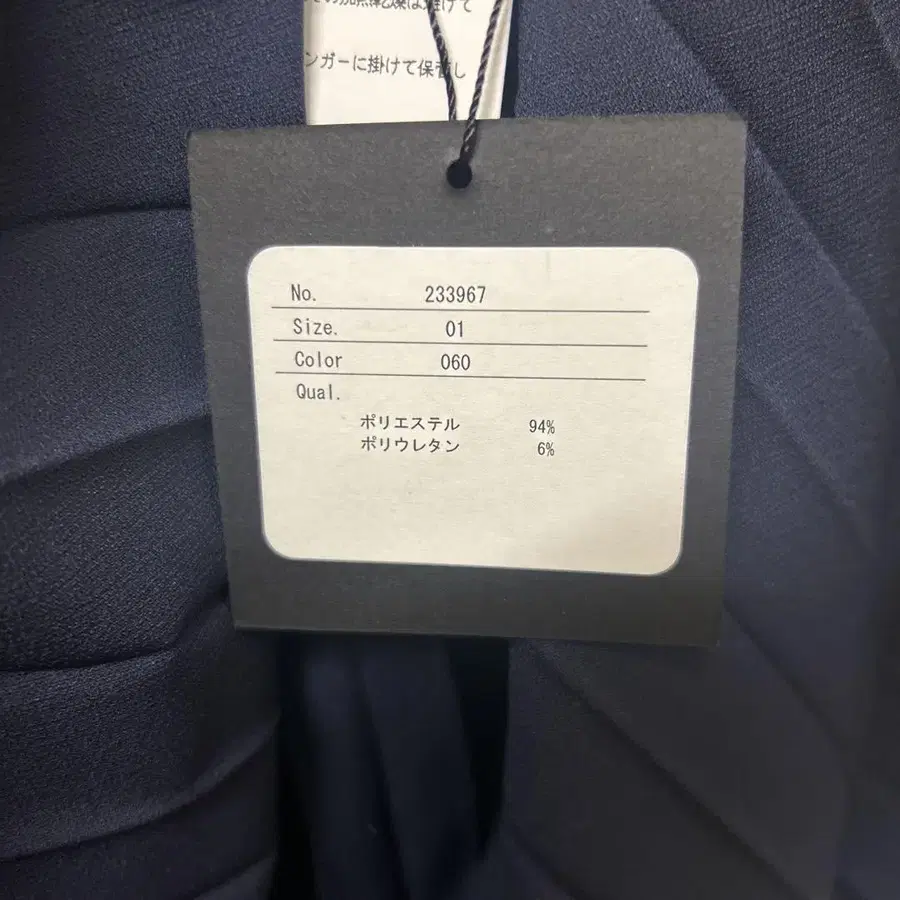 ンガーに掛けて保管し
No. 233967
Size. 01
Color 060
Qual.
ポリエステル 94%
ポリウレタン 6%